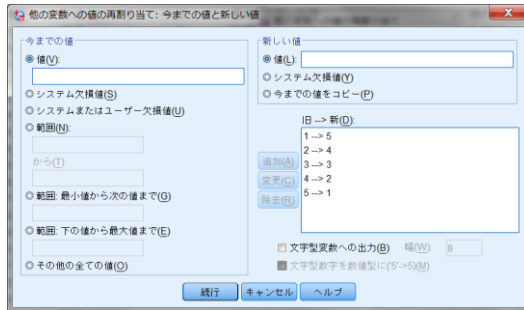 他の変数への値の再割り当て: 今までの値と新しい値
今までの値
値(V):
システム欠損値(S)
システムまたはユーザー欠損値(U)
範囲(N):
から(T)
範囲: 最小値から次の値まで(G)
範囲: 下の値から最大値まで(E)
その他の全ての値(O)
新しい値
値(L):
システム欠損値(Y)
今までの値をコピー(P)
旧 --> 新(D):
追加(A)
変更(C)
除去(R)
1 --> 5
2 --> 4
3 --> 3
4 --> 2
5 --> 1
文字型変数への出力(B) 幅(W): 8
文字型数字を数値型に('5'->5)(M)
続行 キャンセル ヘルプ